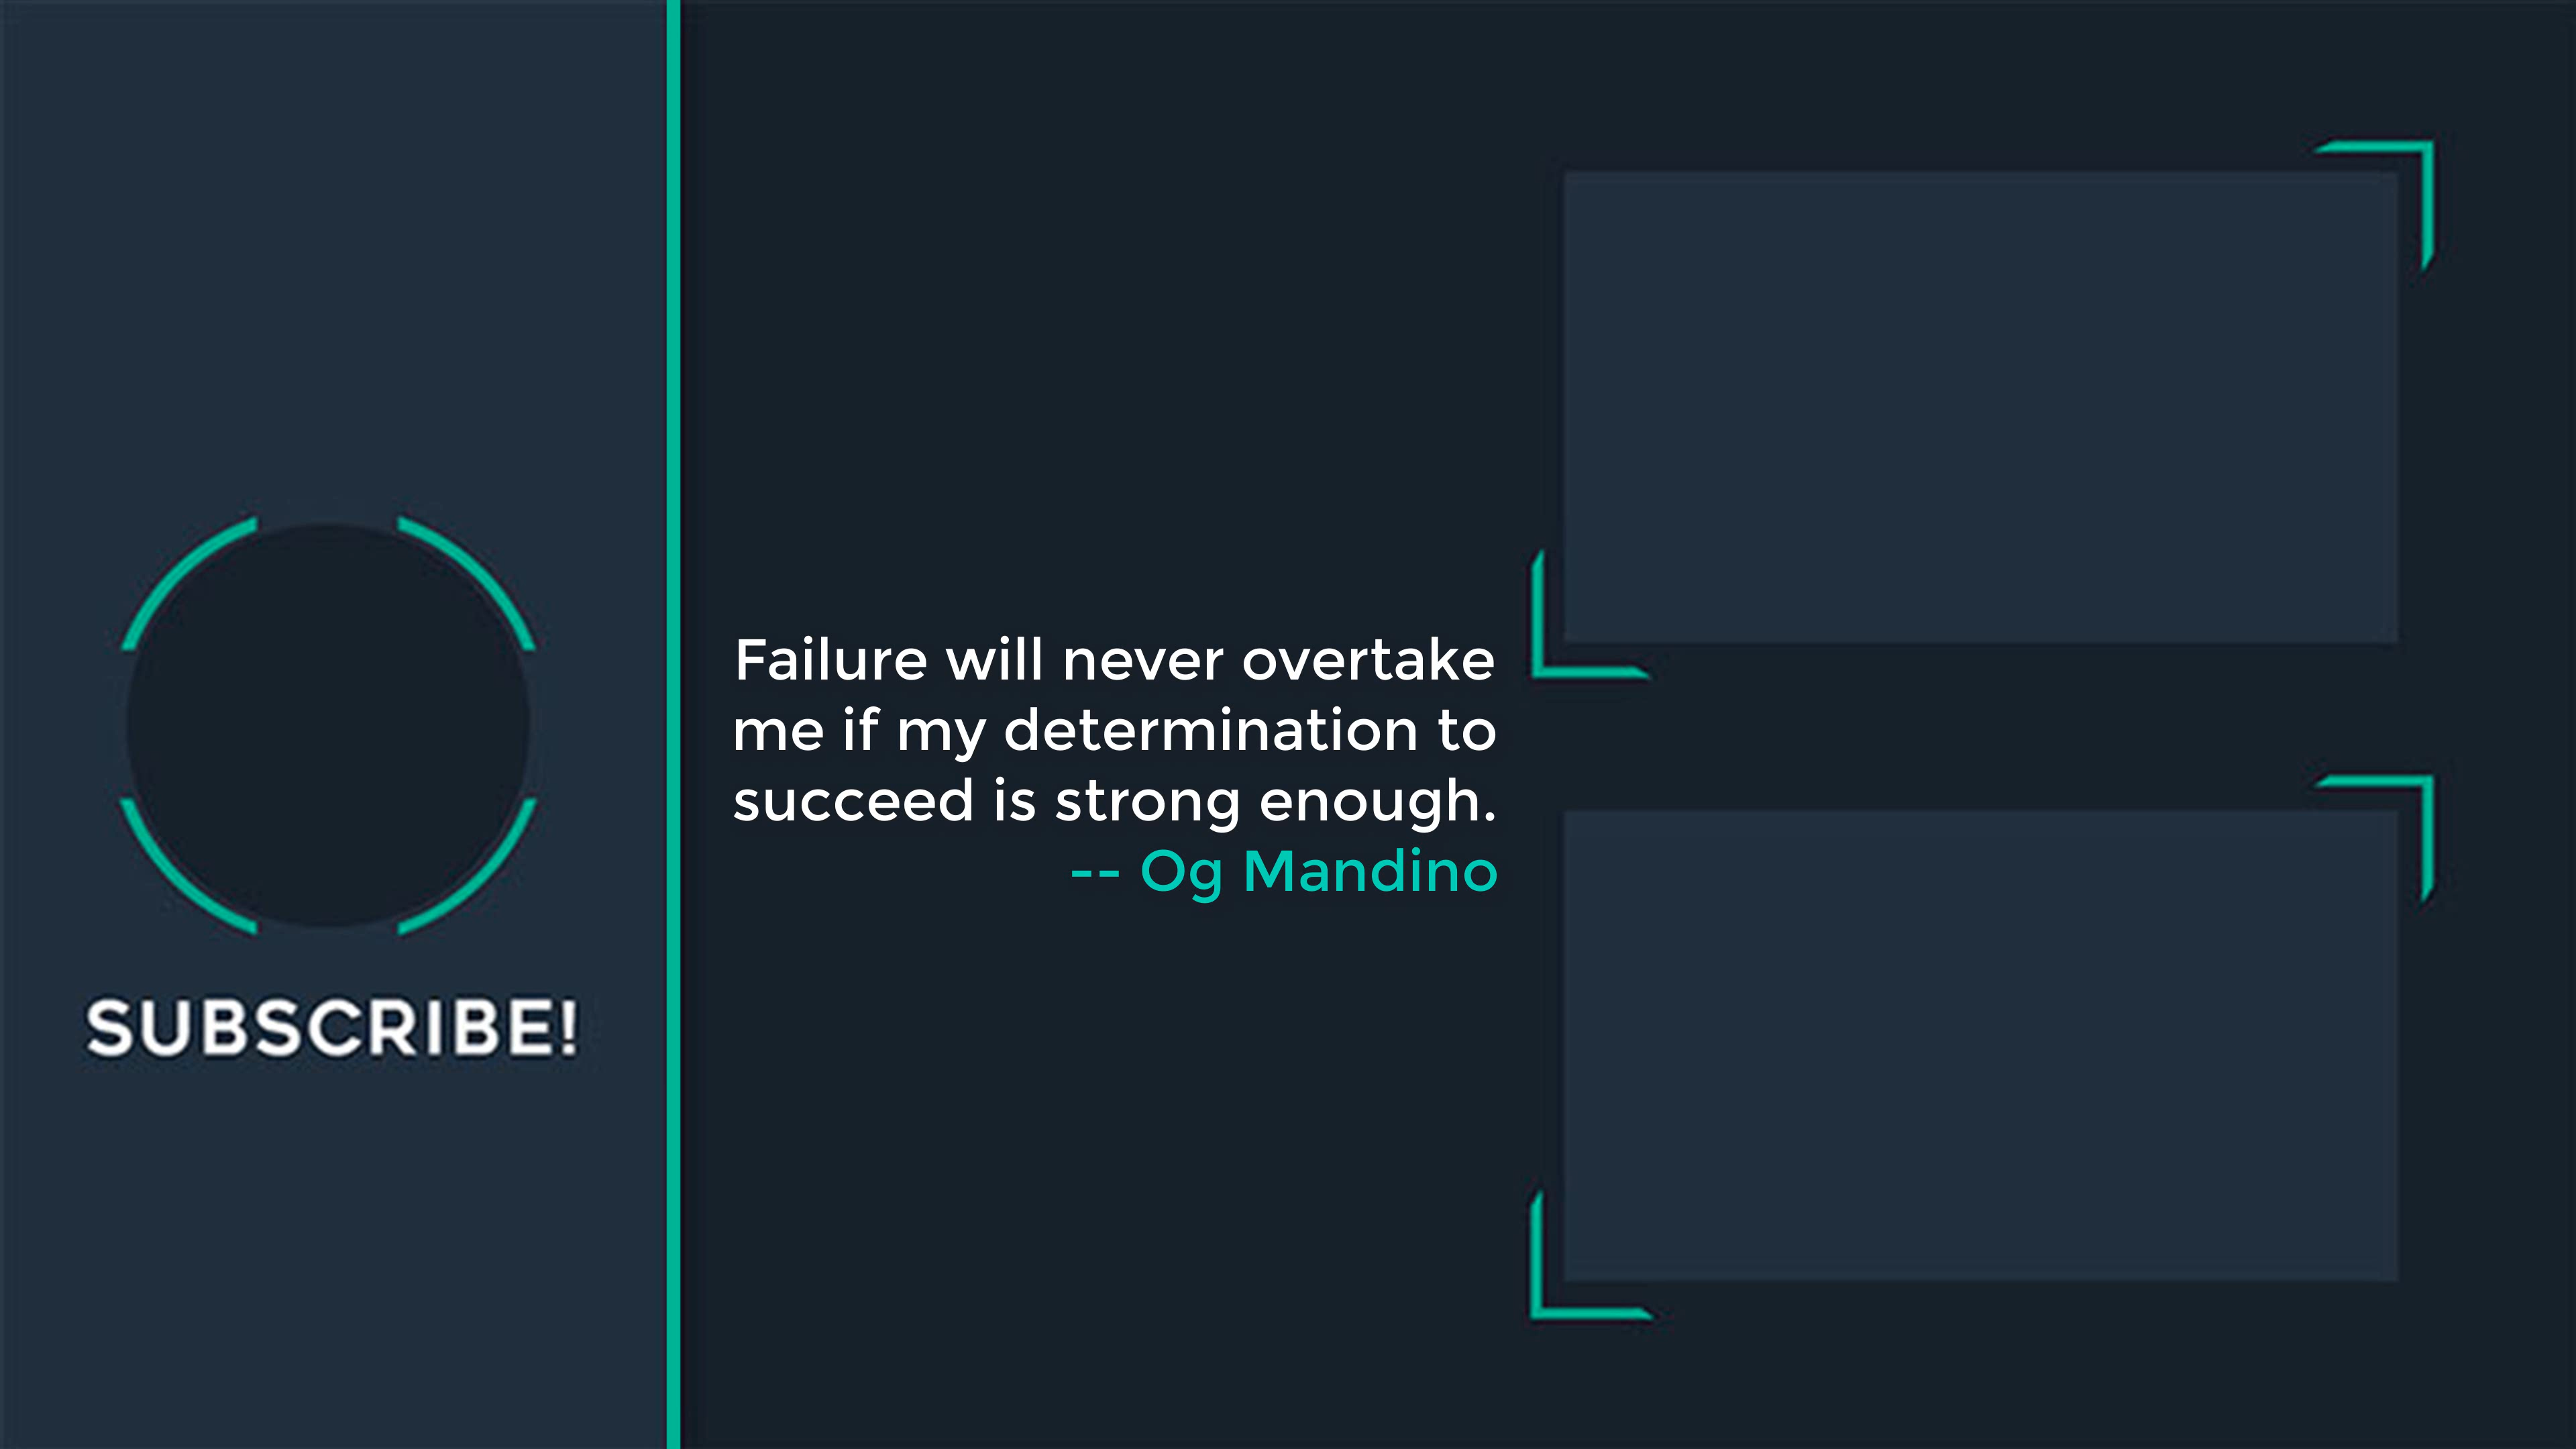 Failure will never overtake
me if my determination to
succeed is strong enough.
-- Og Mandino
SUBSCRIBE!